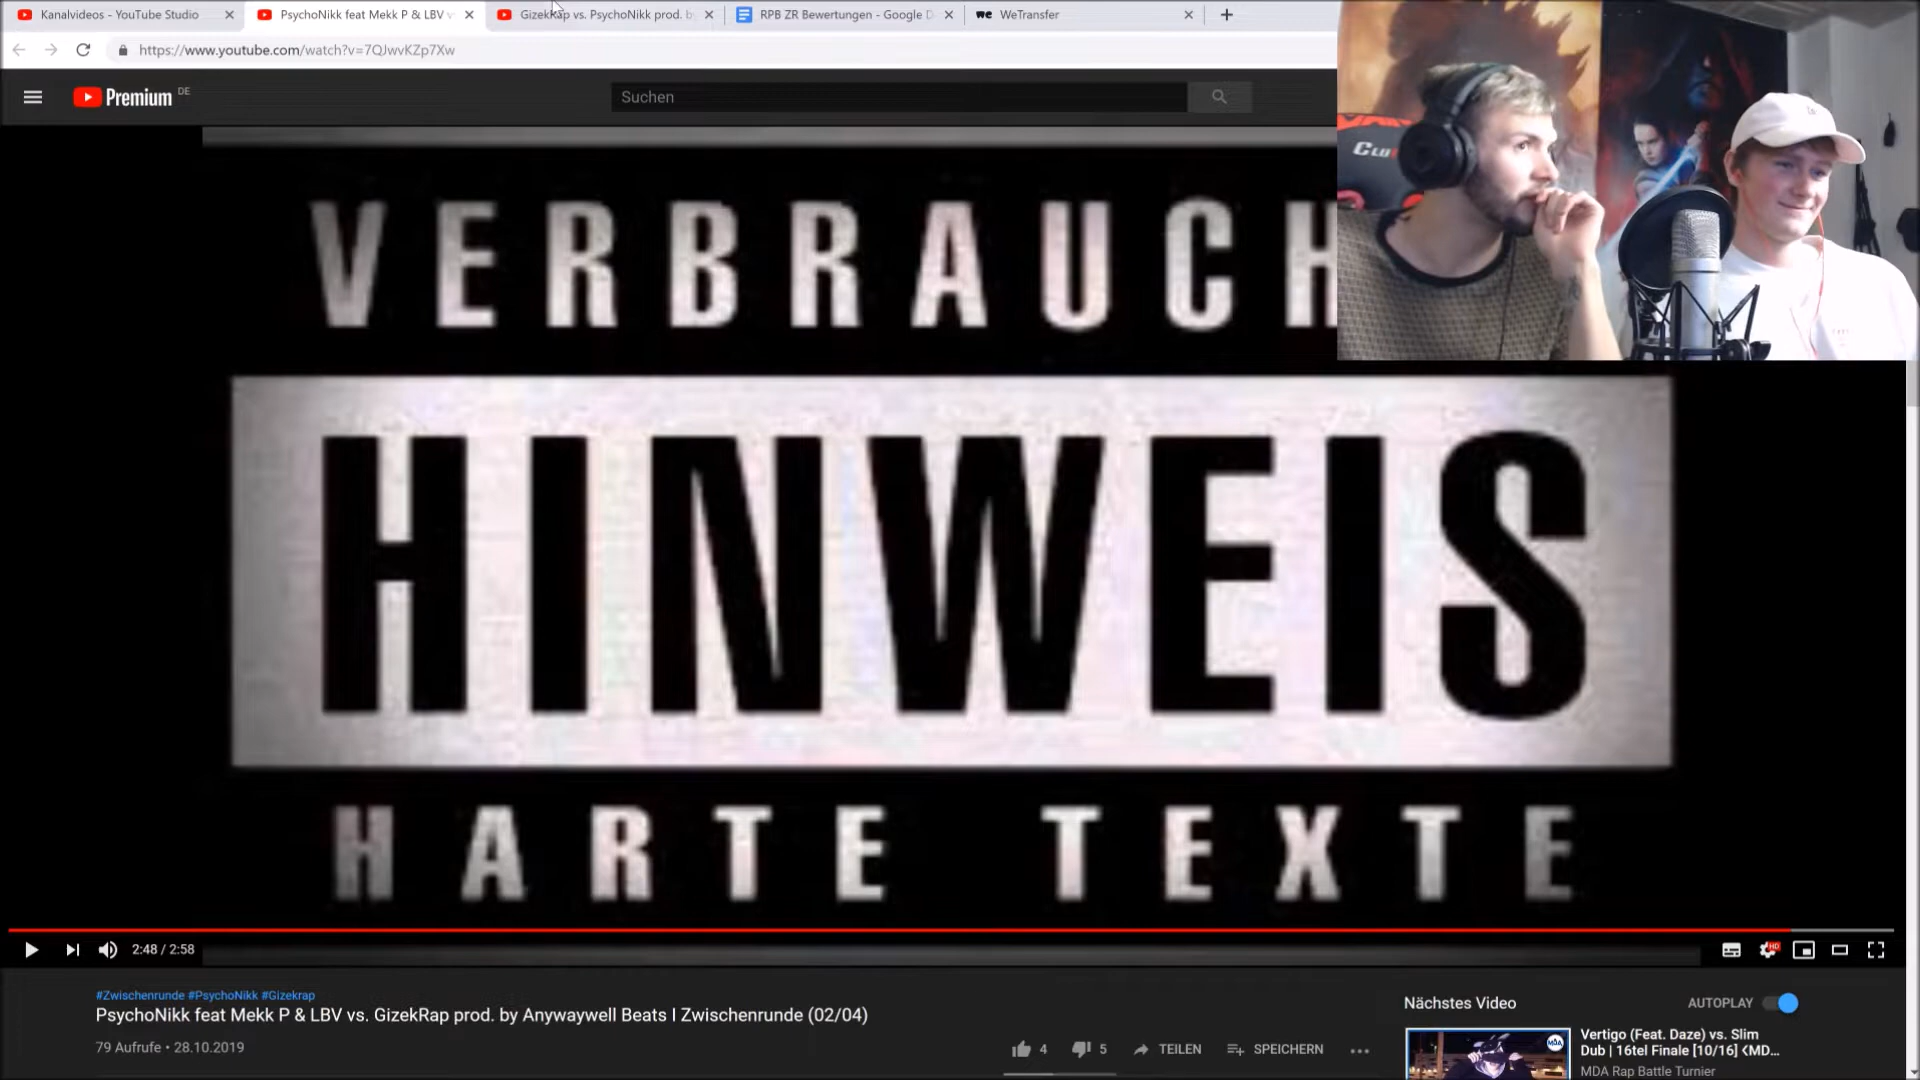 Kanalvideos - YouTube Studio
PsychoNikk feat Mekk P & LBV v
GizekRap vs. PsychoNikk prod. b
RPB ZR Bewertungen - Google D
we WeTransfer
https://www.youtube.com/watch?v=7QJwvKZp7Xw
Premium DE
Suchen
VERBRAUCH
HINWEIS
HARTE TEXTE
2:48 / 2:58
HD
#Zwischenrunde #PsychoNikk #Gizekrap
PsychoNikk feat Mekk P & LBV vs. GizekRap prod. by Anywaywell Beats I Zwischenrunde (02/04)
79 Aufrufe • 28.10.2019
4
5
TEILEN
SPEICHERN
Nächstes Video
AUTOPLAY
MDA
Vertigo (Feat. Daze) vs. Slim
Dub | 16tel Finale [10/16] <MD...
MDA Rap Battle Turnier